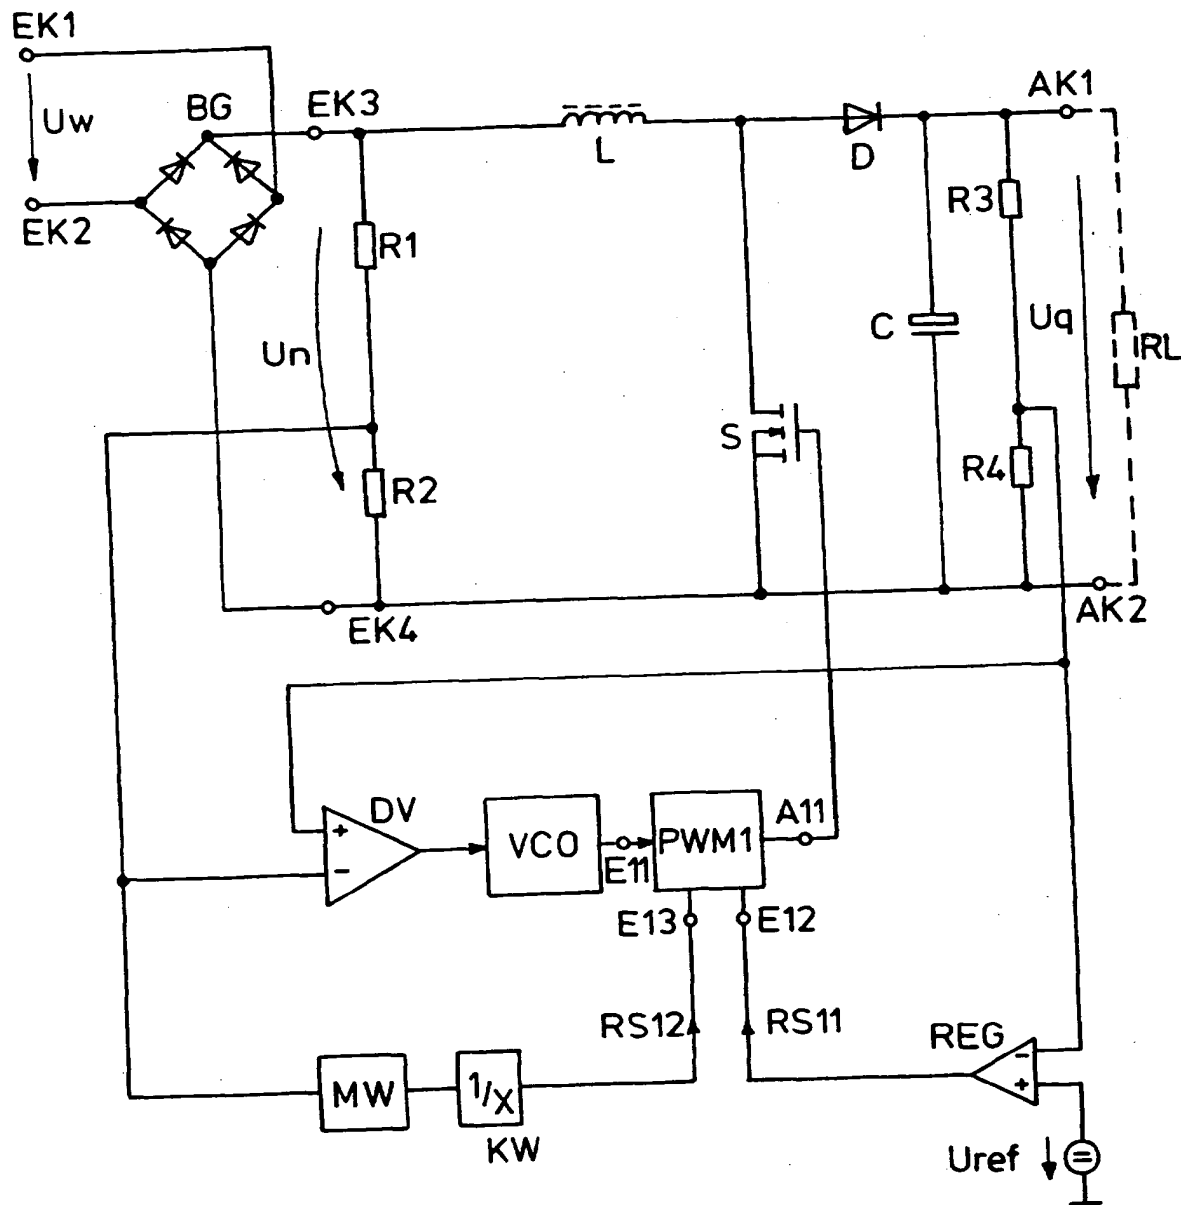 EK1
Uw
EK2
BG
EK3
L
D
AK1
R1
Un
R2
EK4
S
C
R3
Uq
RL
R4
AK2
DV
+
-
VCO
E11
PWM1
A11
E13
E12
RS12
RS11
REG
-
+
MW
1/X
KW
Uref
=